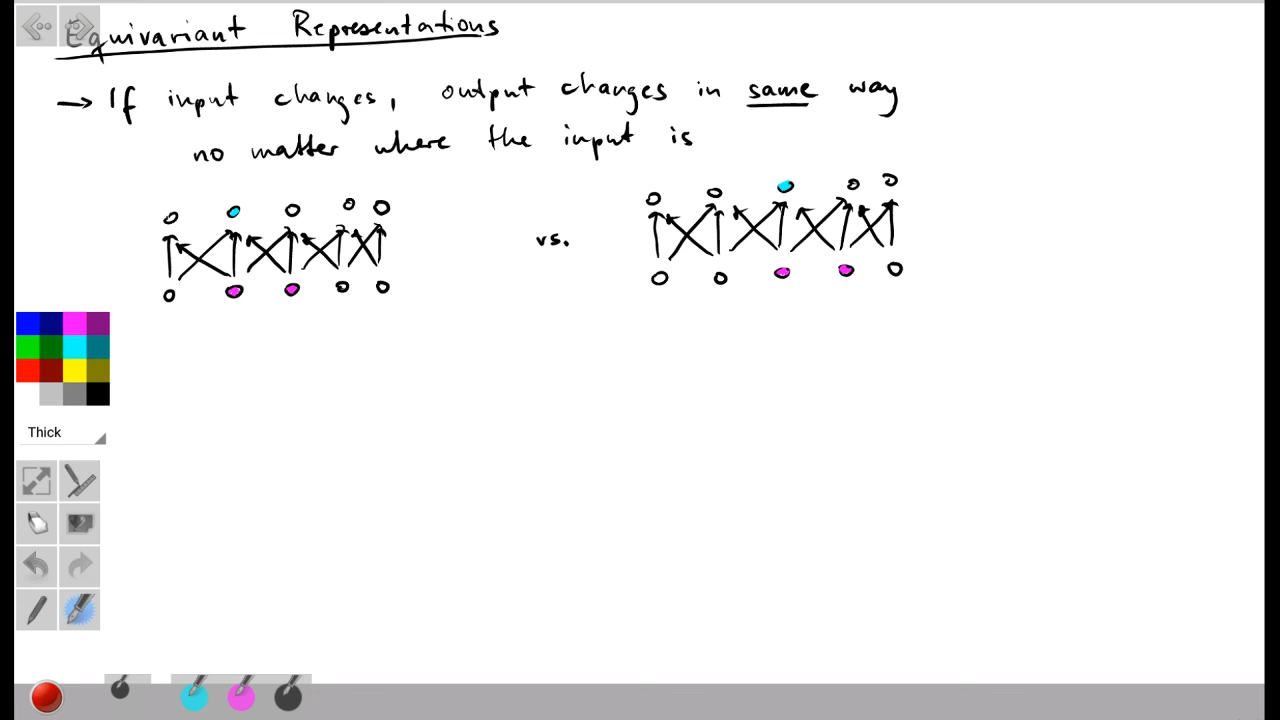 Equivariant Representations
→ If input changes, output changes in same way
no matter where the input is
vs.
Thick